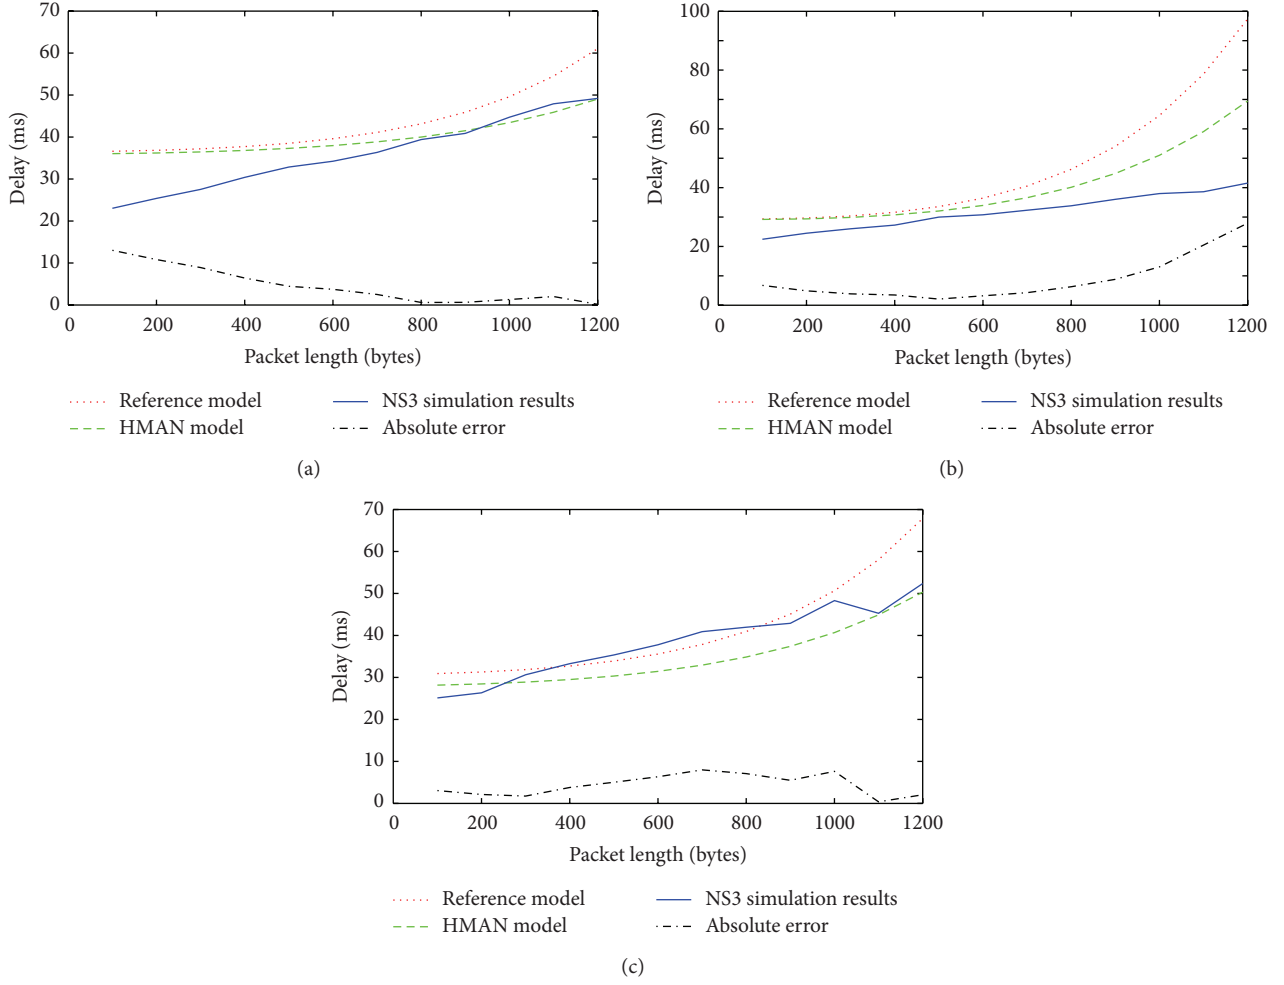 70
60
50
40
30
20
10
0
Delay (ms)
0 200 400 600 800 1000 1200
Packet length (bytes)
Reference model
HMAN model
NS3 simulation results
Absolute error
(a)
100
80
60
40
20
0
Delay (ms)
0 200 400 600 800 1000 1200
Packet length (bytes)
Reference model
HMAN model
NS3 simulation results
Absolute error
(b)
70
60
50
40
30
20
10
0
Delay (ms)
0 200 400 600 800 1000 1200
Packet length (bytes)
Reference model
HMAN model
NS3 simulation results
Absolute error
(c)